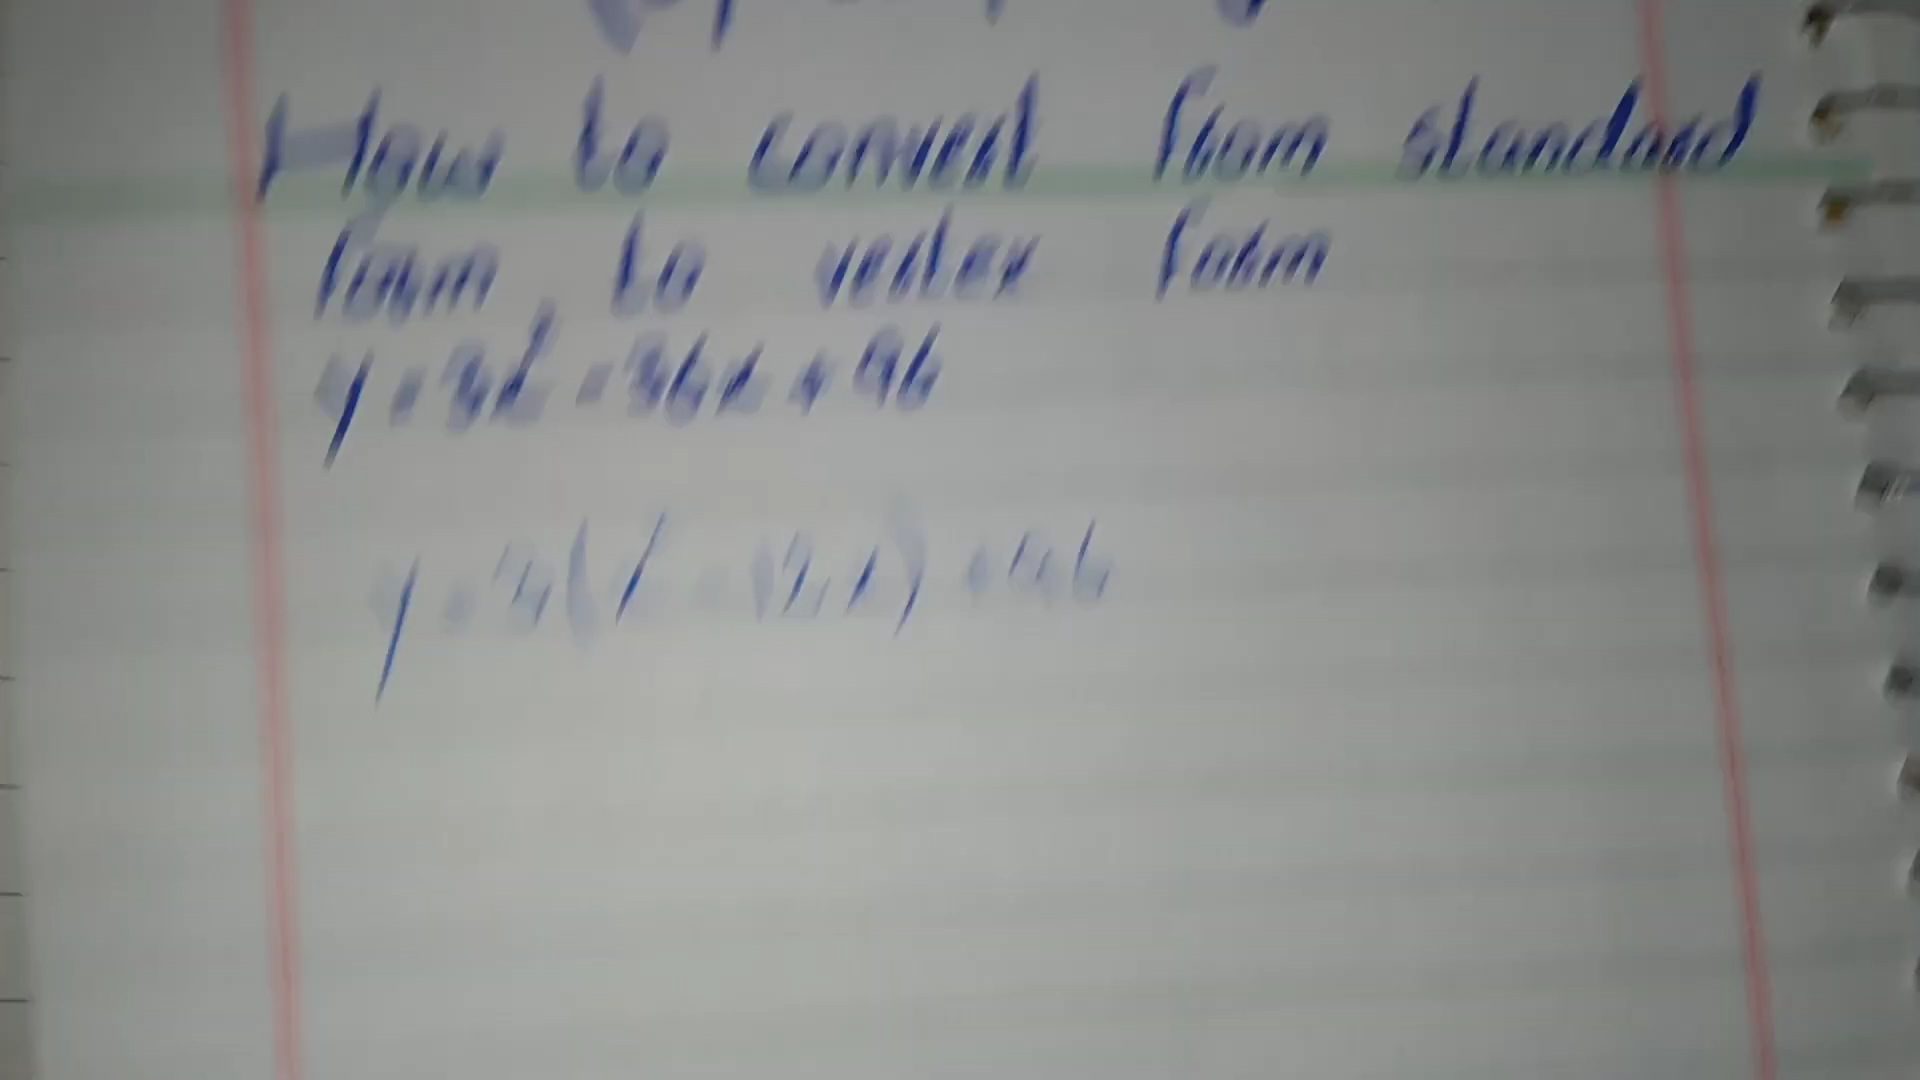 How to convert from standard
form to vertex form
y = 3x² - 36x + 96
y = 3(x² - 12x) + 96